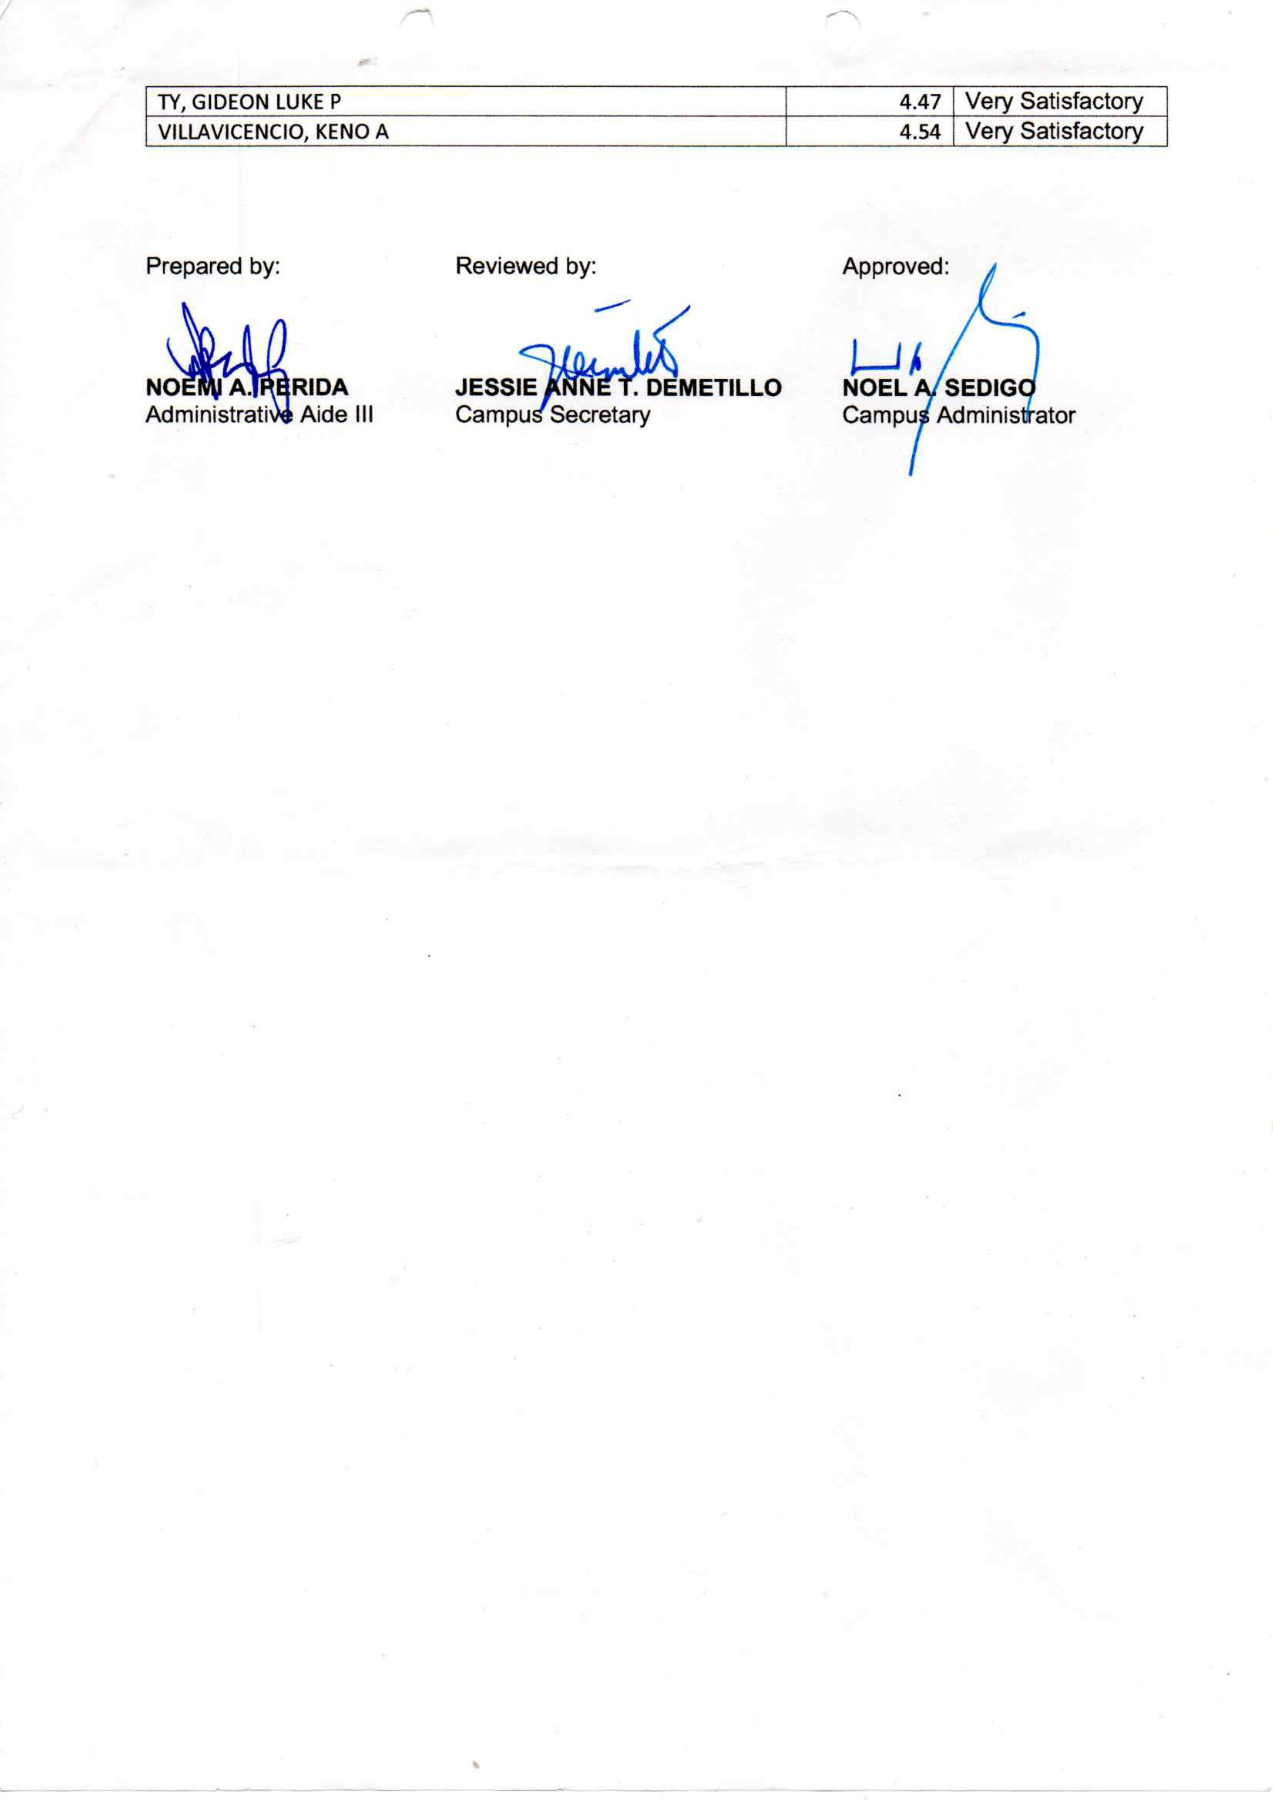 TY, GIDEON LUKE P 4.47 Very Satisfactory
VILLAVICENCIO, KENO A 4.54 Very Satisfactory
Prepared by: Reviewed by: Approved:
NOEMI A. PERIDA JESSIE ANNE T. DEMETILLO NOEL A. SEDIGO
Administrative Aide III Campus Secretary Campus Administrator